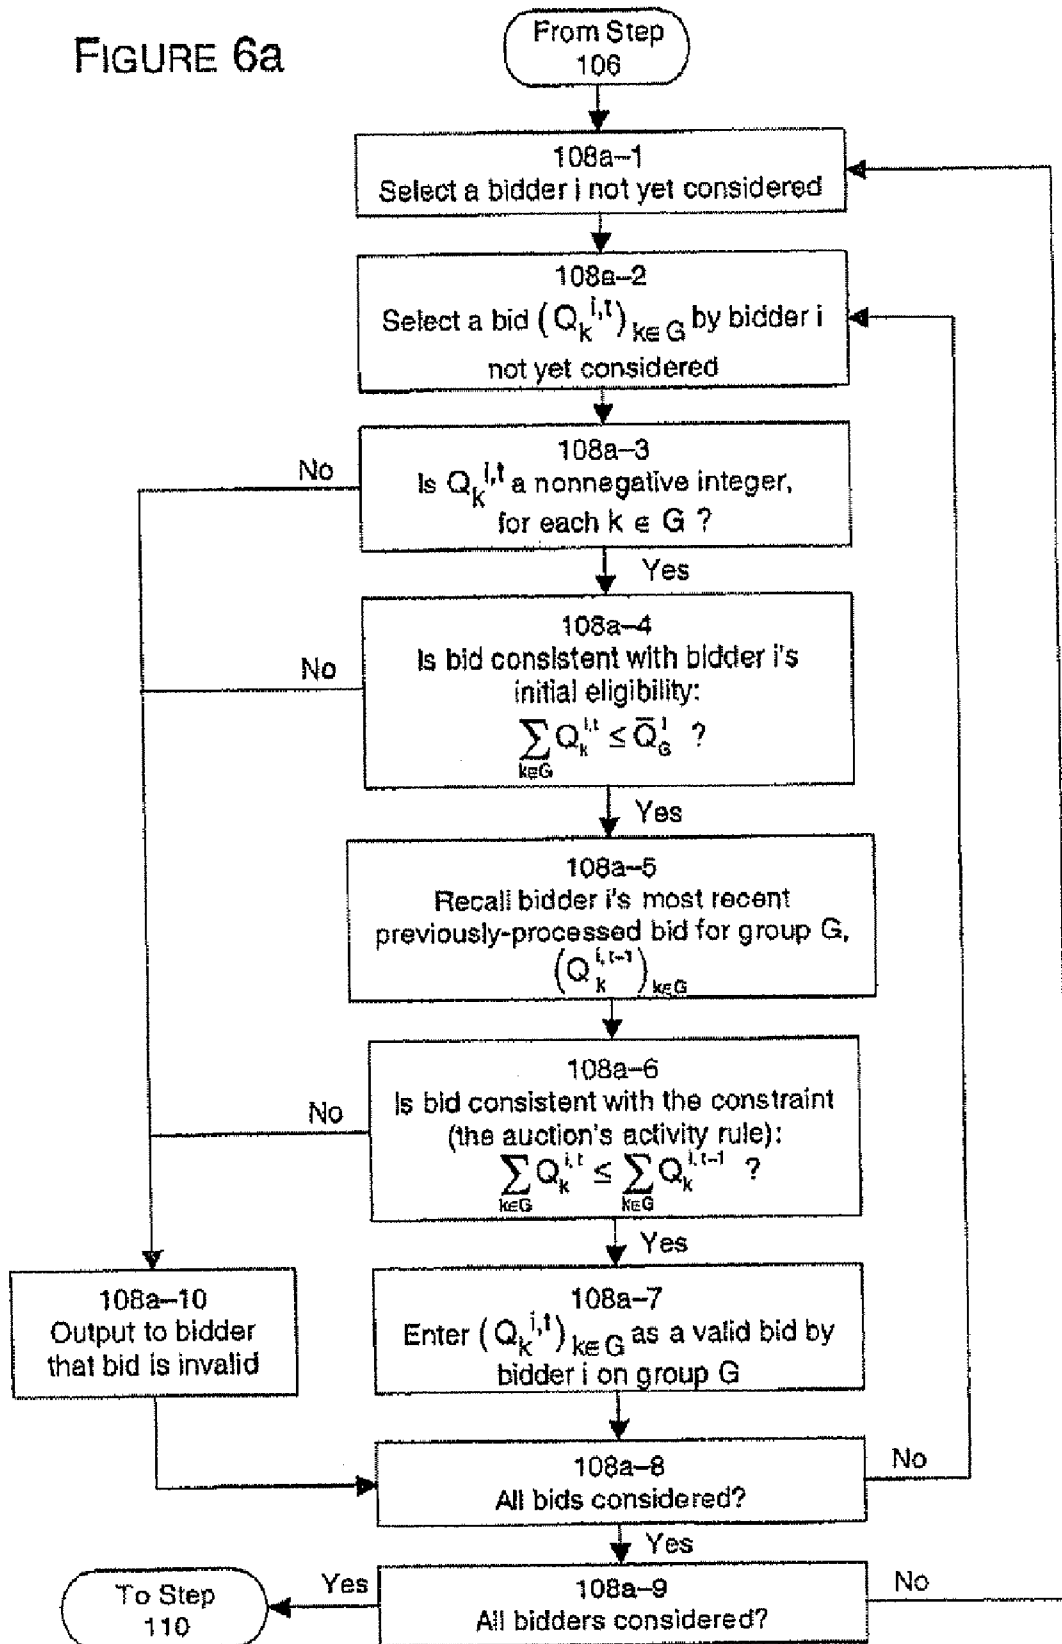 FIGURE 6a
From Step
106
108a–1
Select a bidder i not yet considered
108a–2
Select a bid (Q_k^{i,t})_{k∈G} by bidder i
not yet considered
108a–3
Is Q_k^{i,t} a nonnegative integer,
for each k ∈ G ?
No
Yes
108a–4
Is bid consistent with bidder i's
initial eligibility:
∑_{k∈G} Q_k^{i,t} ≤ Q̄_G^i ?
No
Yes
108a–5
Recall bidder i's most recent
previously-processed bid for group G,
(Q_k^{i,t–1})_{k∈G}
108a–6
Is bid consistent with the constraint
(the auction's activity rule):
∑_{k∈G} Q_k^{i,t} ≤ ∑_{k∈G} Q_k^{i,t–1} ?
No
Yes
108a–10
Output to bidder
that bid is invalid
108a–7
Enter (Q_k^{i,t})_{k∈G} as a valid bid by
bidder i on group G
108a–8
All bids considered?
No
Yes
108a–9
All bidders considered?
No
Yes
To Step
110